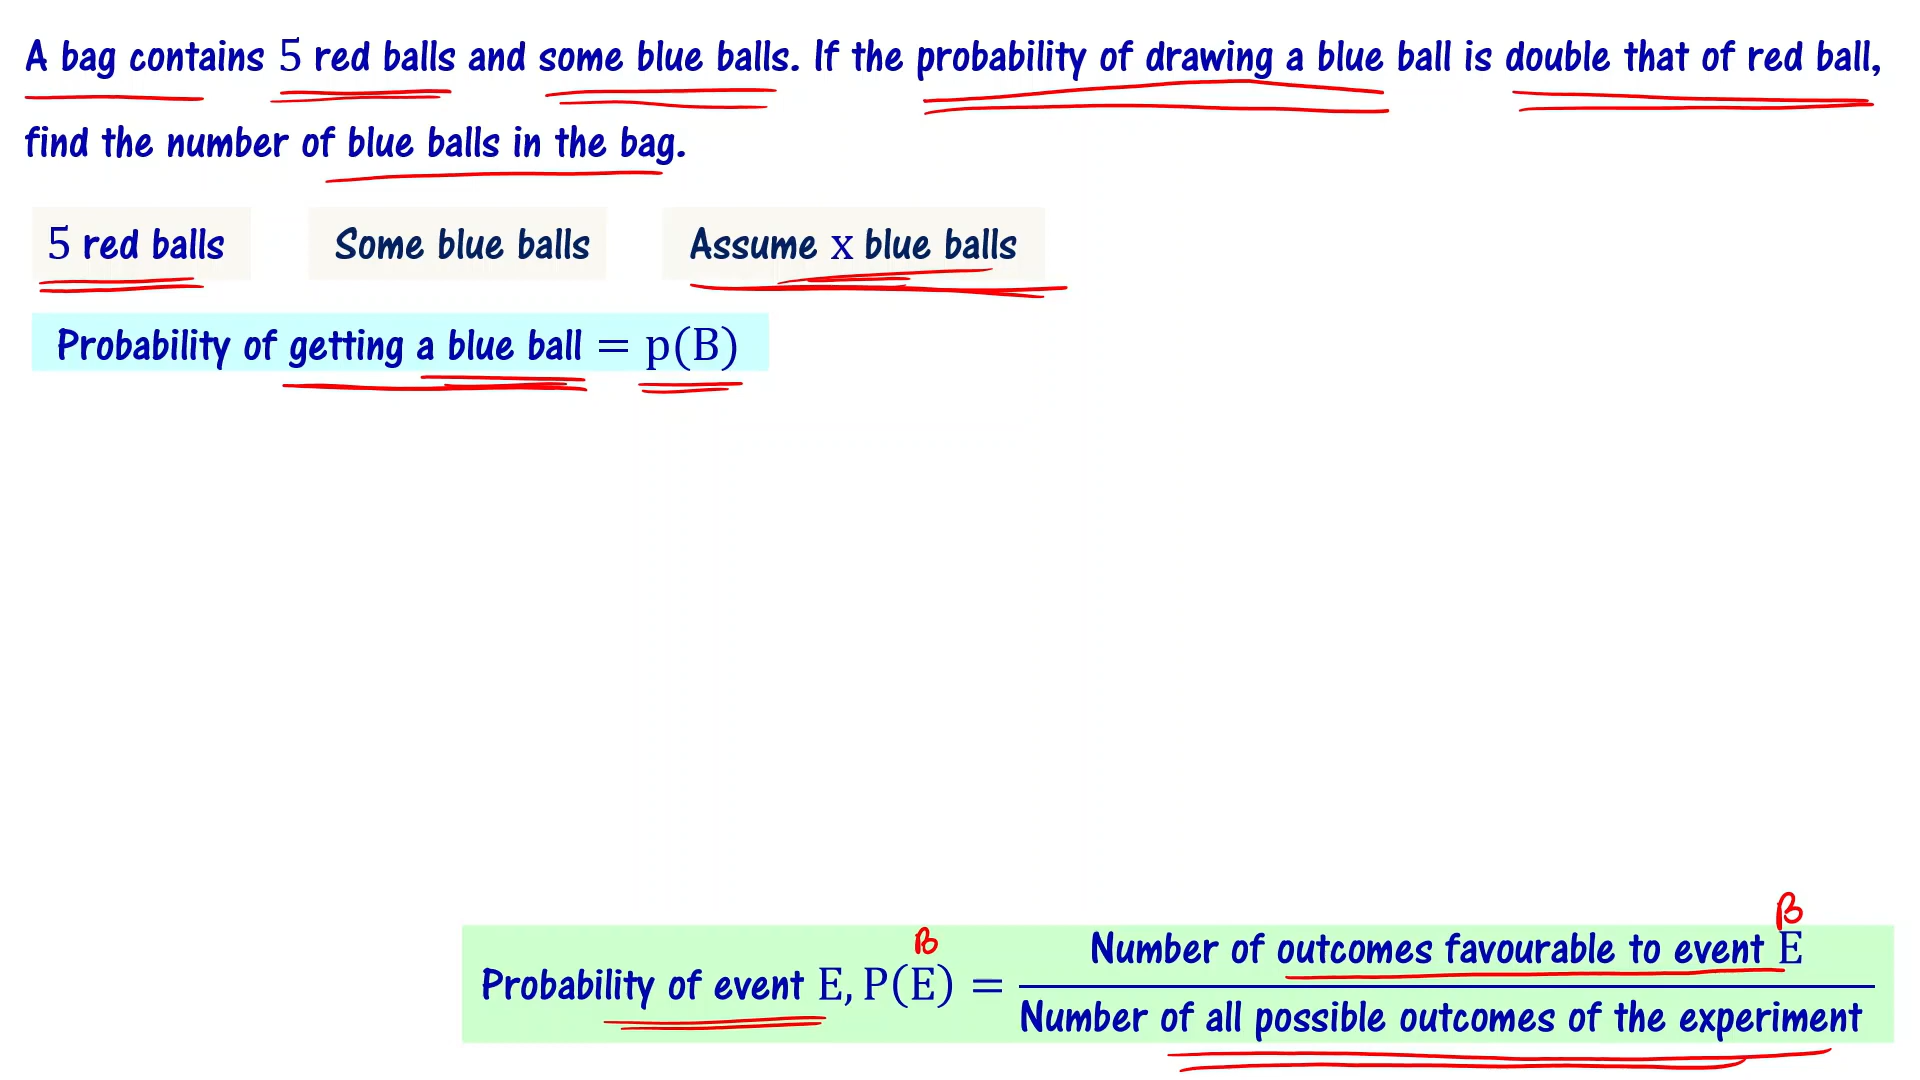 A bag contains 5 red balls and some blue balls. If the probability of drawing a blue ball is double that of red ball,
find the number of blue balls in the bag.
5 red balls Some blue balls Assume x blue balls
Probability of getting a blue ball = p(B)
B B
Number of outcomes favourable to event E
Probability of event E, P(E) =
Number of all possible outcomes of the experiment